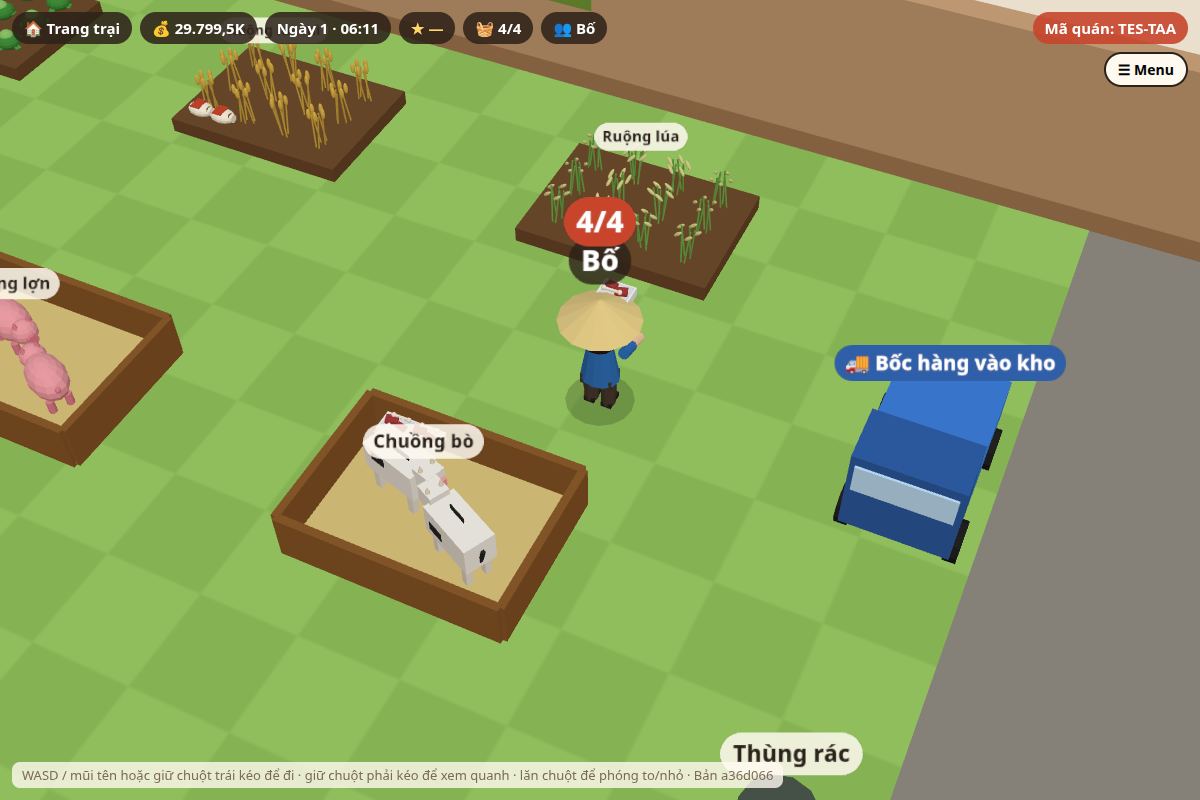 🏠 Trang trại
💰 29.799,5K
Ngày 1 · 06:11
★ —
🧺 4/4
👥 Bố
Mã quán: TES-TAA
☰ Menu
Ruộng lúa
4/4
Bố
ng lợn
🚚 Bốc hàng vào kho
Chuồng bò
Thùng rác
WASD / mũi tên hoặc giữ chuột trái kéo để đi · giữ chuột phải kéo để xem quanh · lăn chuột để phóng to/nhỏ · Bản a36d066